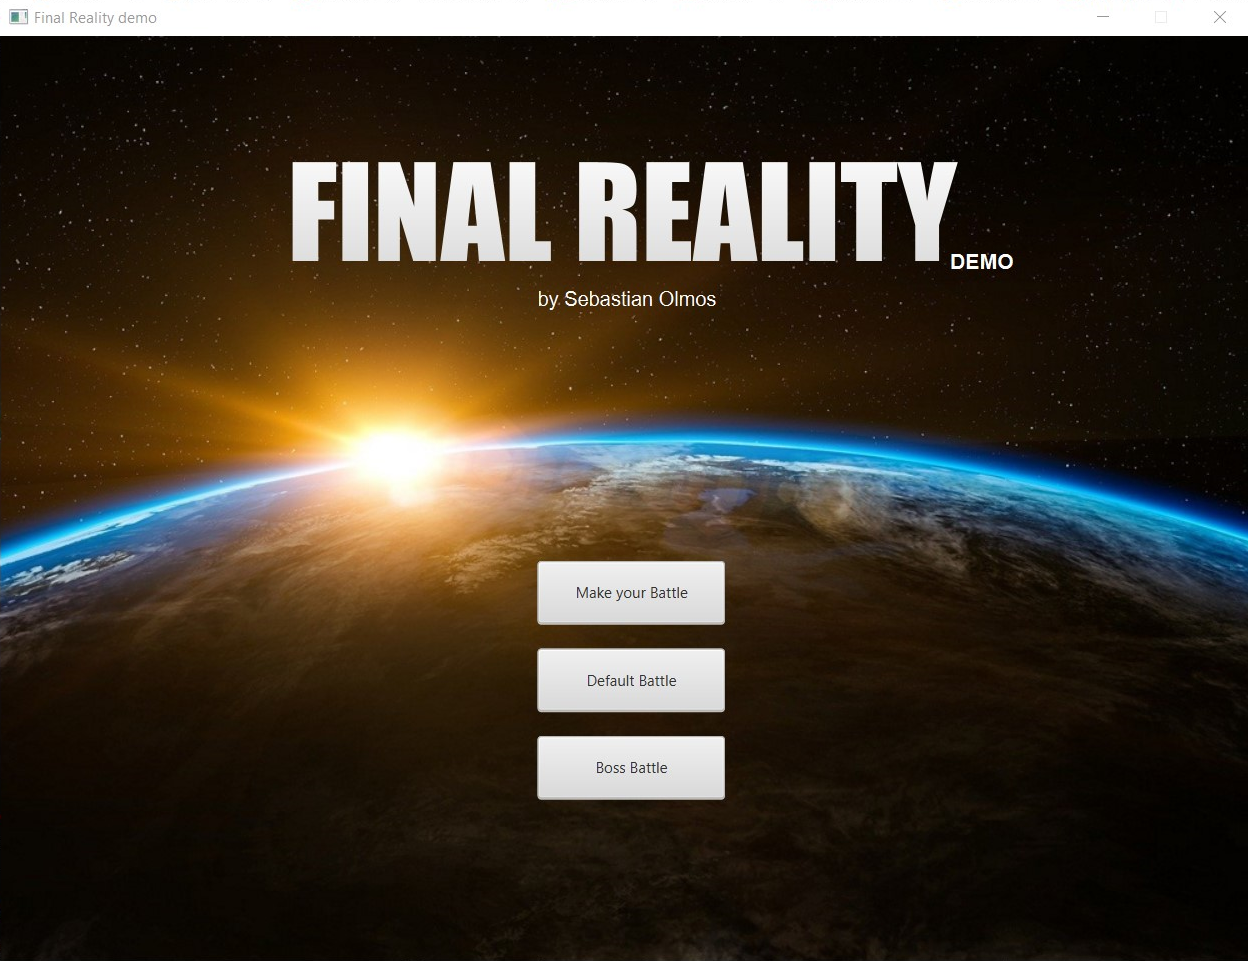 Final Reality demo
FINAL REALITY
DEMO
by Sebastian Olmos
Make your Battle
Default Battle
Boss Battle